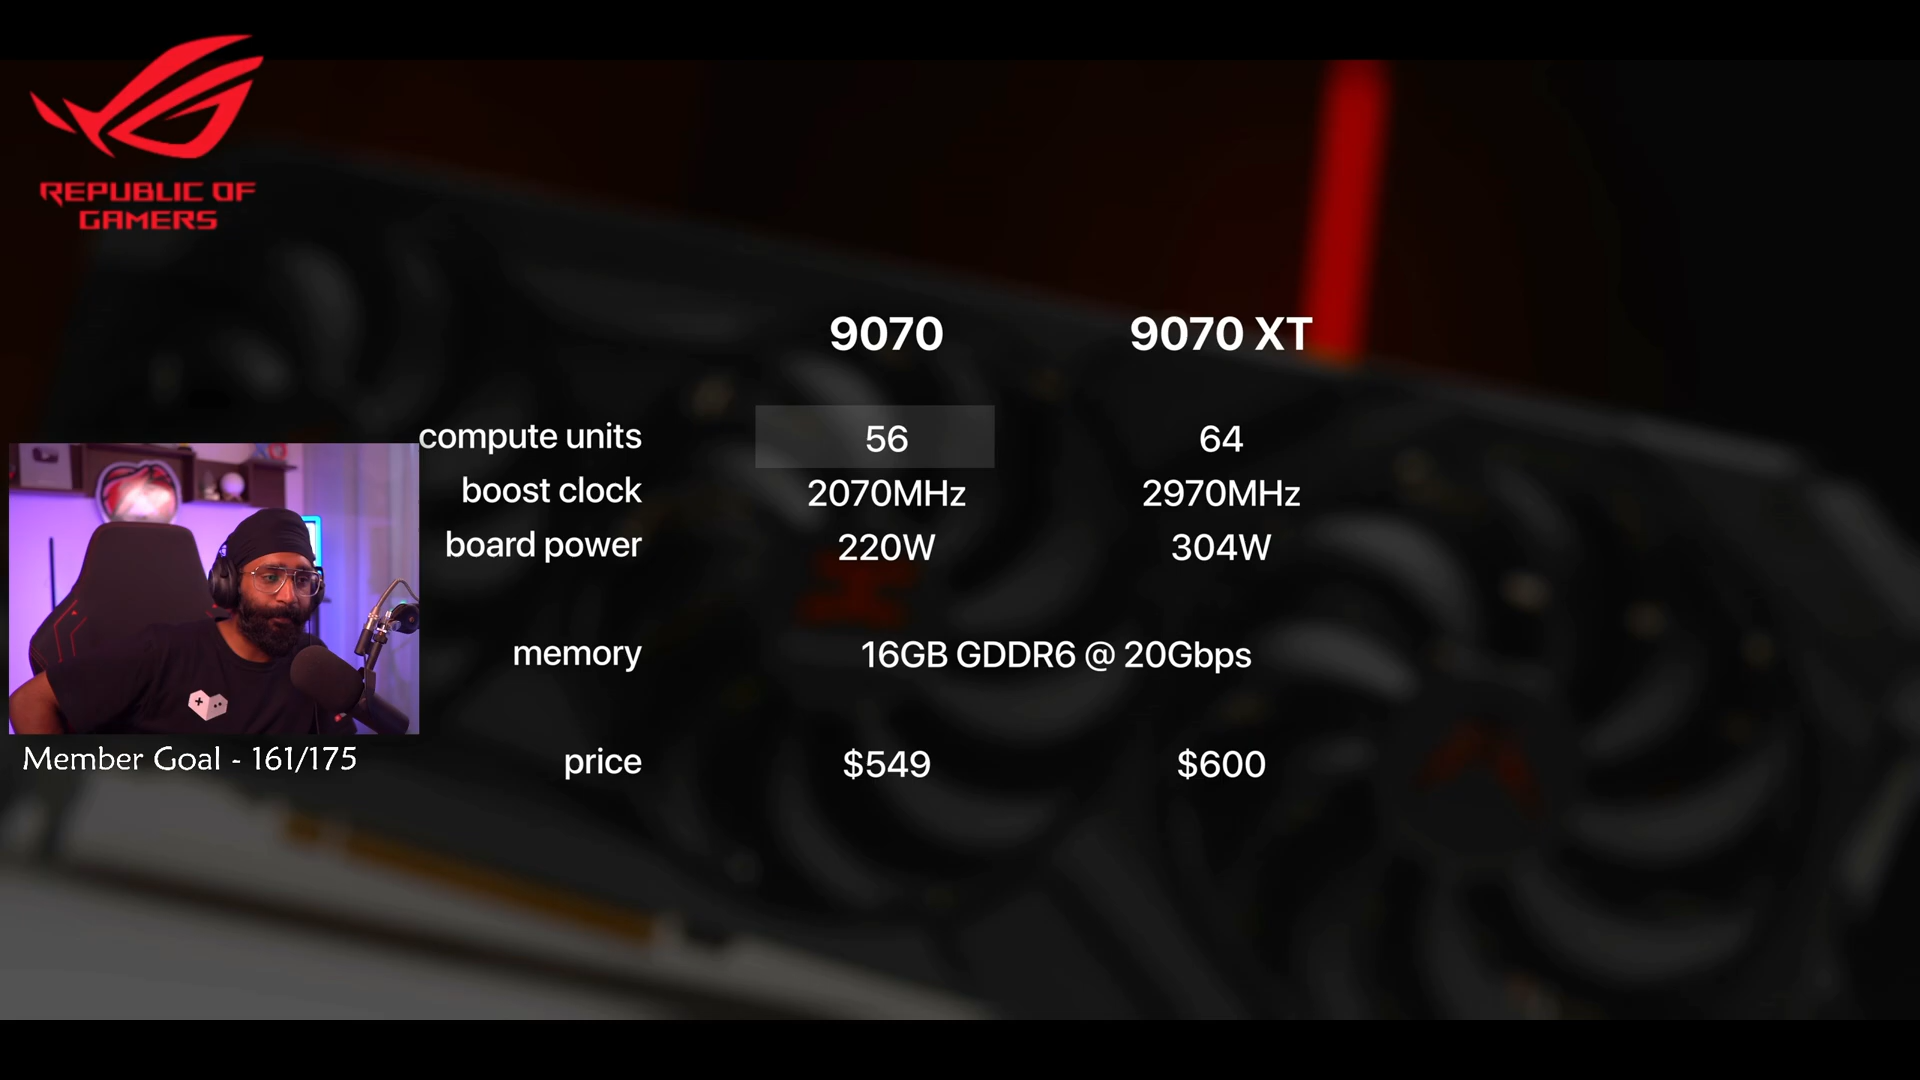 REPUBLIC OF
GAMERS
9070 9070 XT
compute units 56 64
boost clock 2070MHz 2970MHz
board power 220W 304W
memory 16GB GDDR6 @ 20Gbps
price $549 $600
Member Goal - 161/175